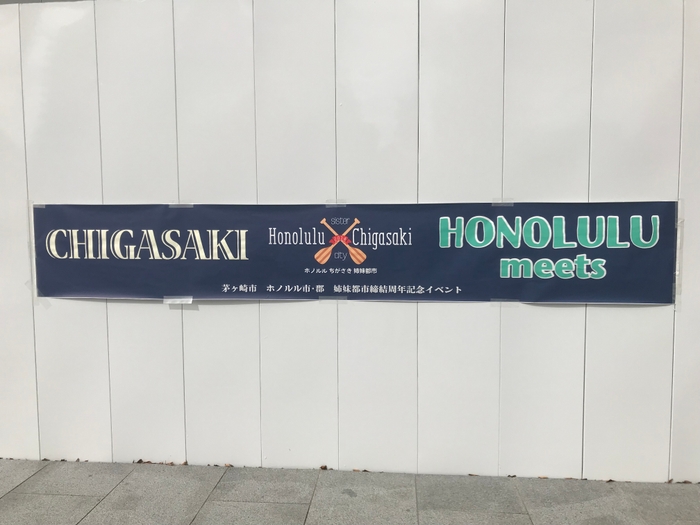 CHIGASAKI
sister
Honolulu Chigasaki
city
ホノルル ちがさき 姉妹都市
HONOLULU
meets
茅ヶ崎市 ホノルル市・郡 姉妹都市締結周年記念イベント